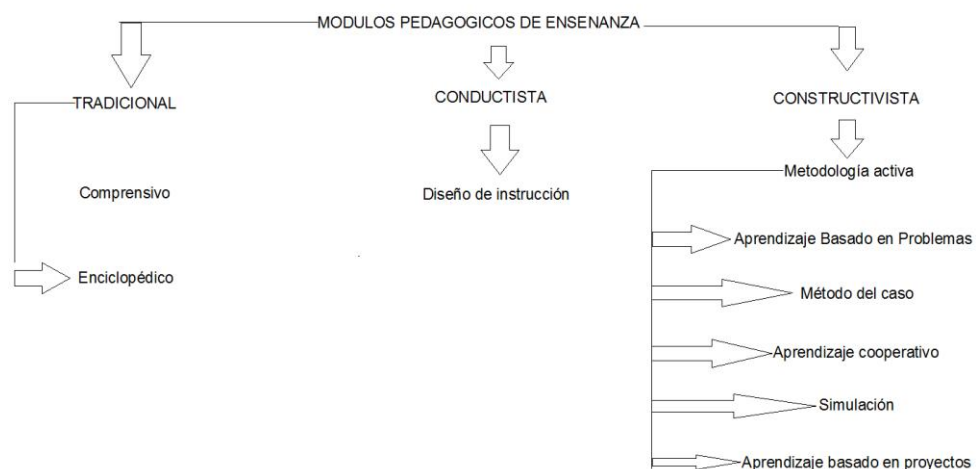 MODULOS PEDAGOGICOS DE ENSENANZA
TRADICIONAL
CONDUCTISTA
CONSTRUCTIVISTA
Comprensivo
Diseño de instrucción
Metodología activa
Enciclopédico
Aprendizaje Basado en Problemas
Método del caso
Aprendizaje cooperativo
Simulación
Aprendizaje basado en proyectos